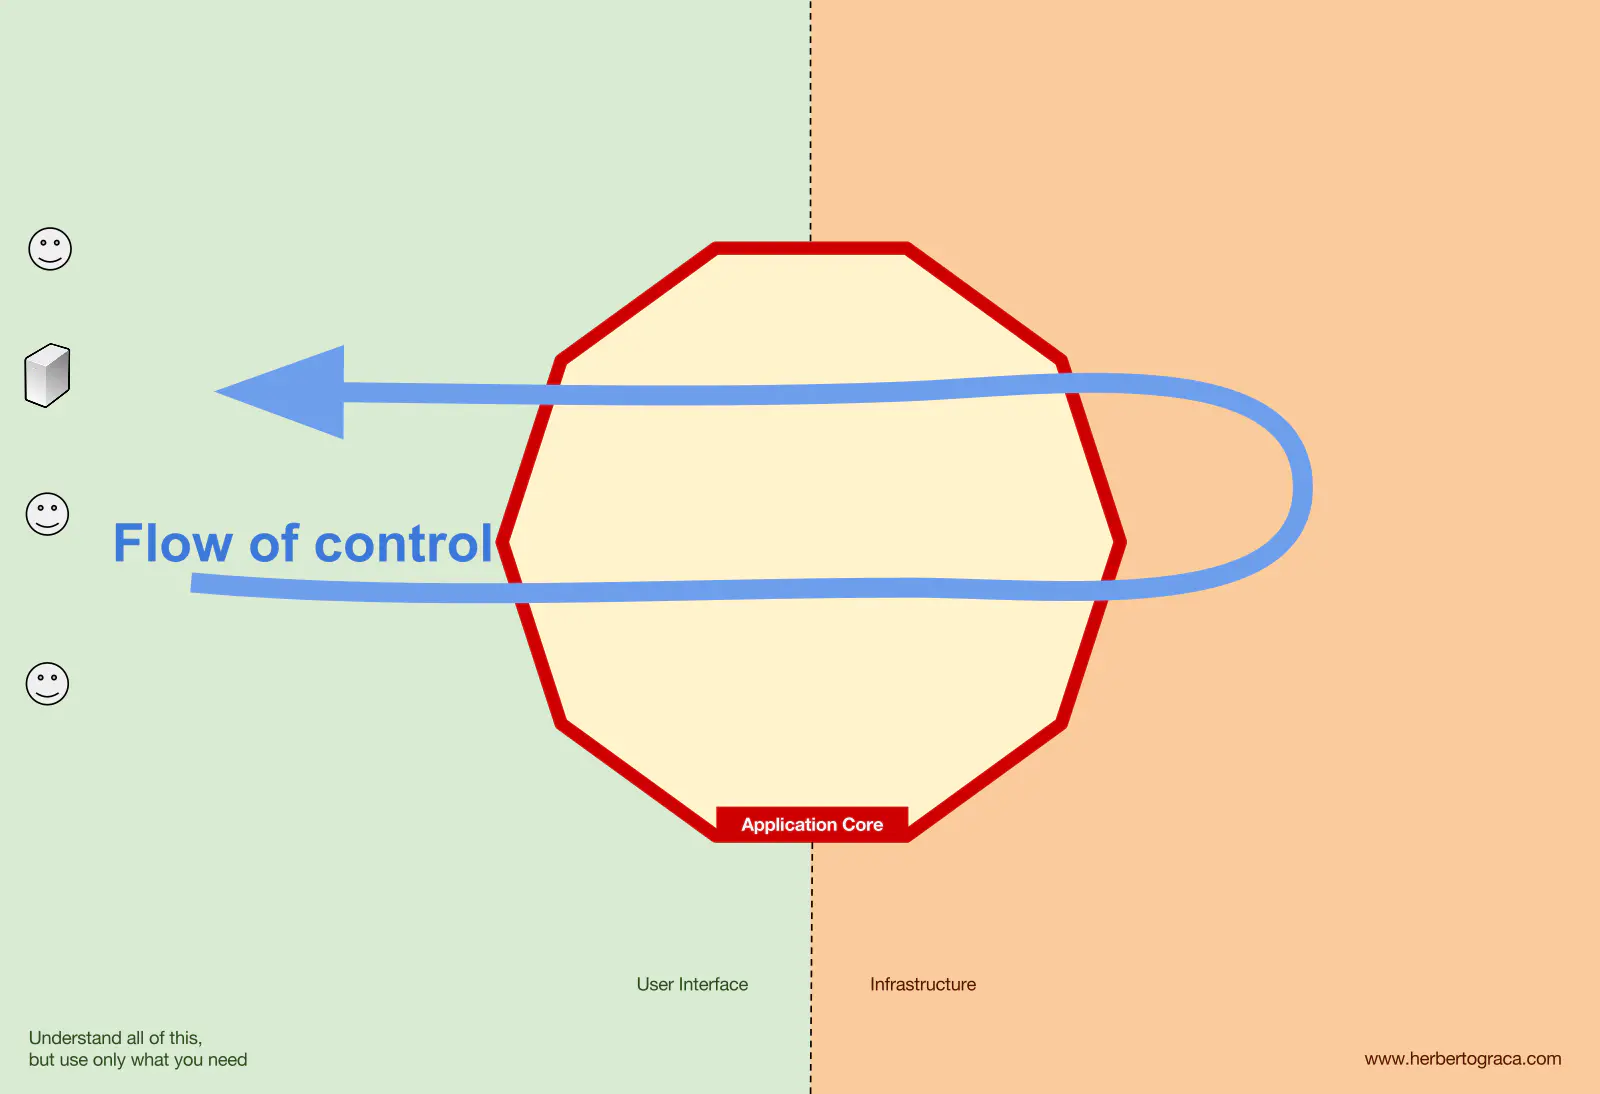 Flow of control
Application Core
User Interface
Infrastructure
Understand all of this,
but use only what you need
www.herbertograca.com